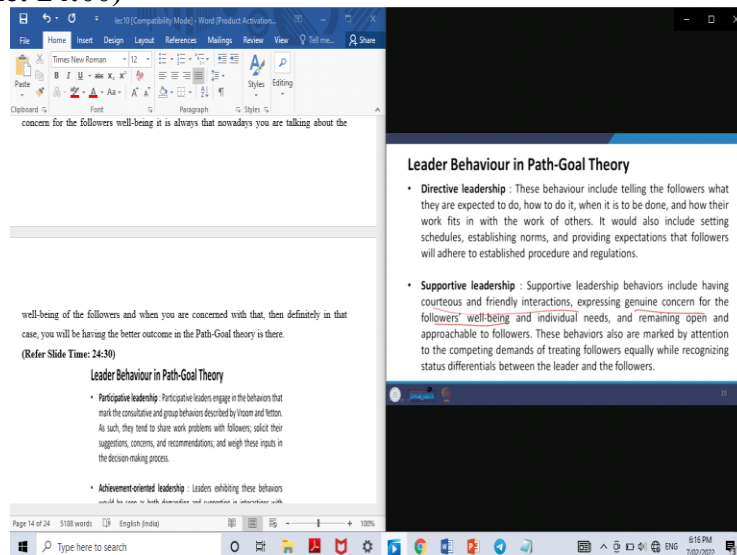 lec10 [Compatibility Mode] - Word (Product Activation...
File Home Insert Design Layout References Mailings Review View Tell me... Share
Times New Roman 12
Paste
B I U abc x, x²
Styles Editing
Clipboard Font Paragraph Styles
concern for the followers well-being it is always that nowadays you are talking about the
well-being of the followers and when you are concerned with that, then definitely in that
case, you will be having the better outcome in the Path-Goal theory is there.
(Refer Slide Time: 24:30)
Leader Behaviour in Path-Goal Theory
• Participative leadership : Participative leaders engage in the behaviors that
mark the consultative and group behaviors described by Vroom and Yetton.
As such, they tend to share work problems with followers; solicit their
suggestions, concerns, and recommendations; and weigh these inputs in
the decision-making process.
• Achievement-oriented leadership : Leaders exhibiting these behaviors
Page 14 of 24 5188 words English (India) 100%
Leader Behaviour in Path-Goal Theory
• Directive leadership : These behaviour include telling the followers what
they are expected to do, how to do it, when it is to be done, and how their
work fits in with the work of others. It would also include setting
schedules, establishing norms, and providing expectations that followers
will adhere to established procedure and regulations.
• Supportive leadership : Supportive leadership behaviors include having
courteous and friendly interactions, expressing genuine concern for the
followers' well-being and individual needs, and remaining open and
approachable to followers. These behaviors also are marked by attention
to the competing demands of treating followers equally while recognizing
status differentials between the leader and the followers.
15
Type here to search
ENG
6:16 PM
7/02/2022